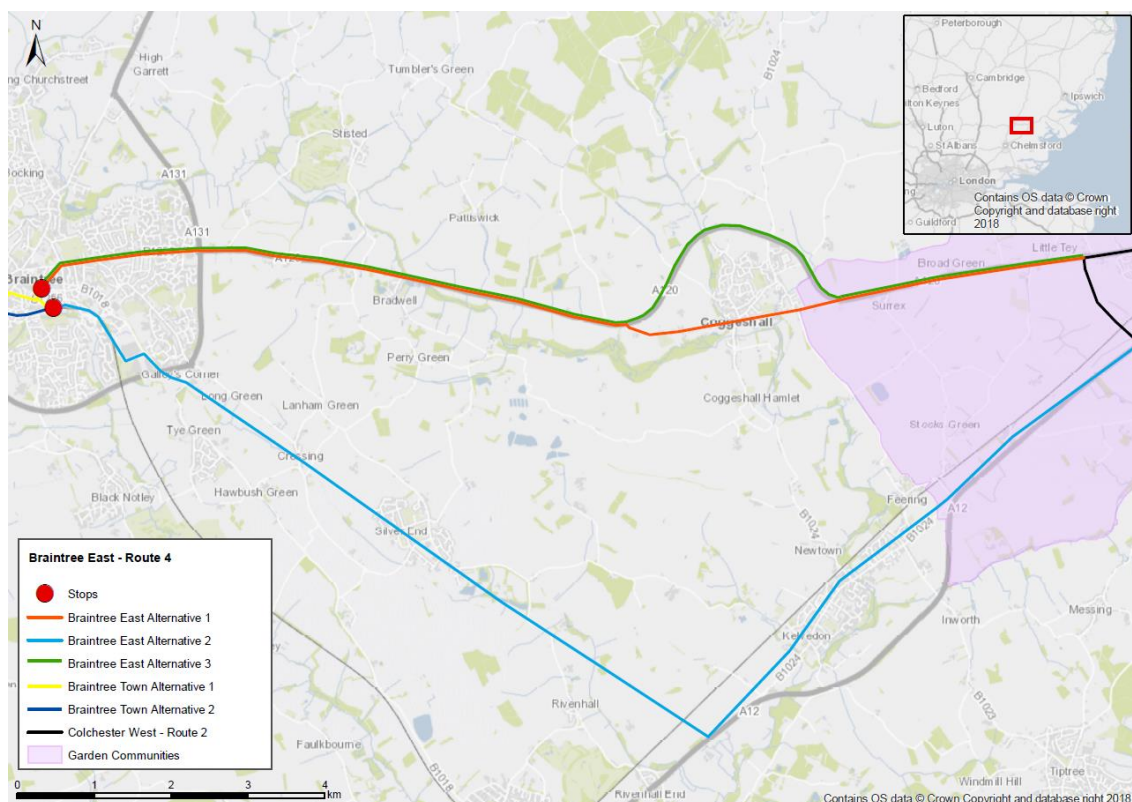 N
High
Garrett
ng Churchstreet
Tumbler's Green
B1024
Stisted
A131
ocking
A131
Pattiswick
Braintree
B1018
A120
Bradwell
Coggeshall
Perry Green
Broad Green
Little Tey
Surrex
Galley's Corner
Long Green
Lanham Green
Coggeshall Hamlet
Tye Green
Stocks Green
Cressing
Black Notley
Hawbush Green
Feering
A12
B1024
B1024
Silver End
Newtown
Messing
Inworth
Kelvedon
B1024
Rivenhall
A12
B1023
Faulkbourne
B1018
Rivenhall End
Windmill Hill
Tiptree
Peterborough
Cambridge
Bedford
ilton Keynes
Ipswich
Luton
St Albans
Chelmsford
London
Guildford
Contains OS data © Crown
Copyright and database right
2018
Braintree East - Route 4
Stops
Braintree East Alternative 1
Braintree East Alternative 2
Braintree East Alternative 3
Braintree Town Alternative 1
Braintree Town Alternative 2
Colchester West - Route 2
Garden Communities
0 1 2 3 4
km
Contains OS data © Crown Copyright and database right 2018